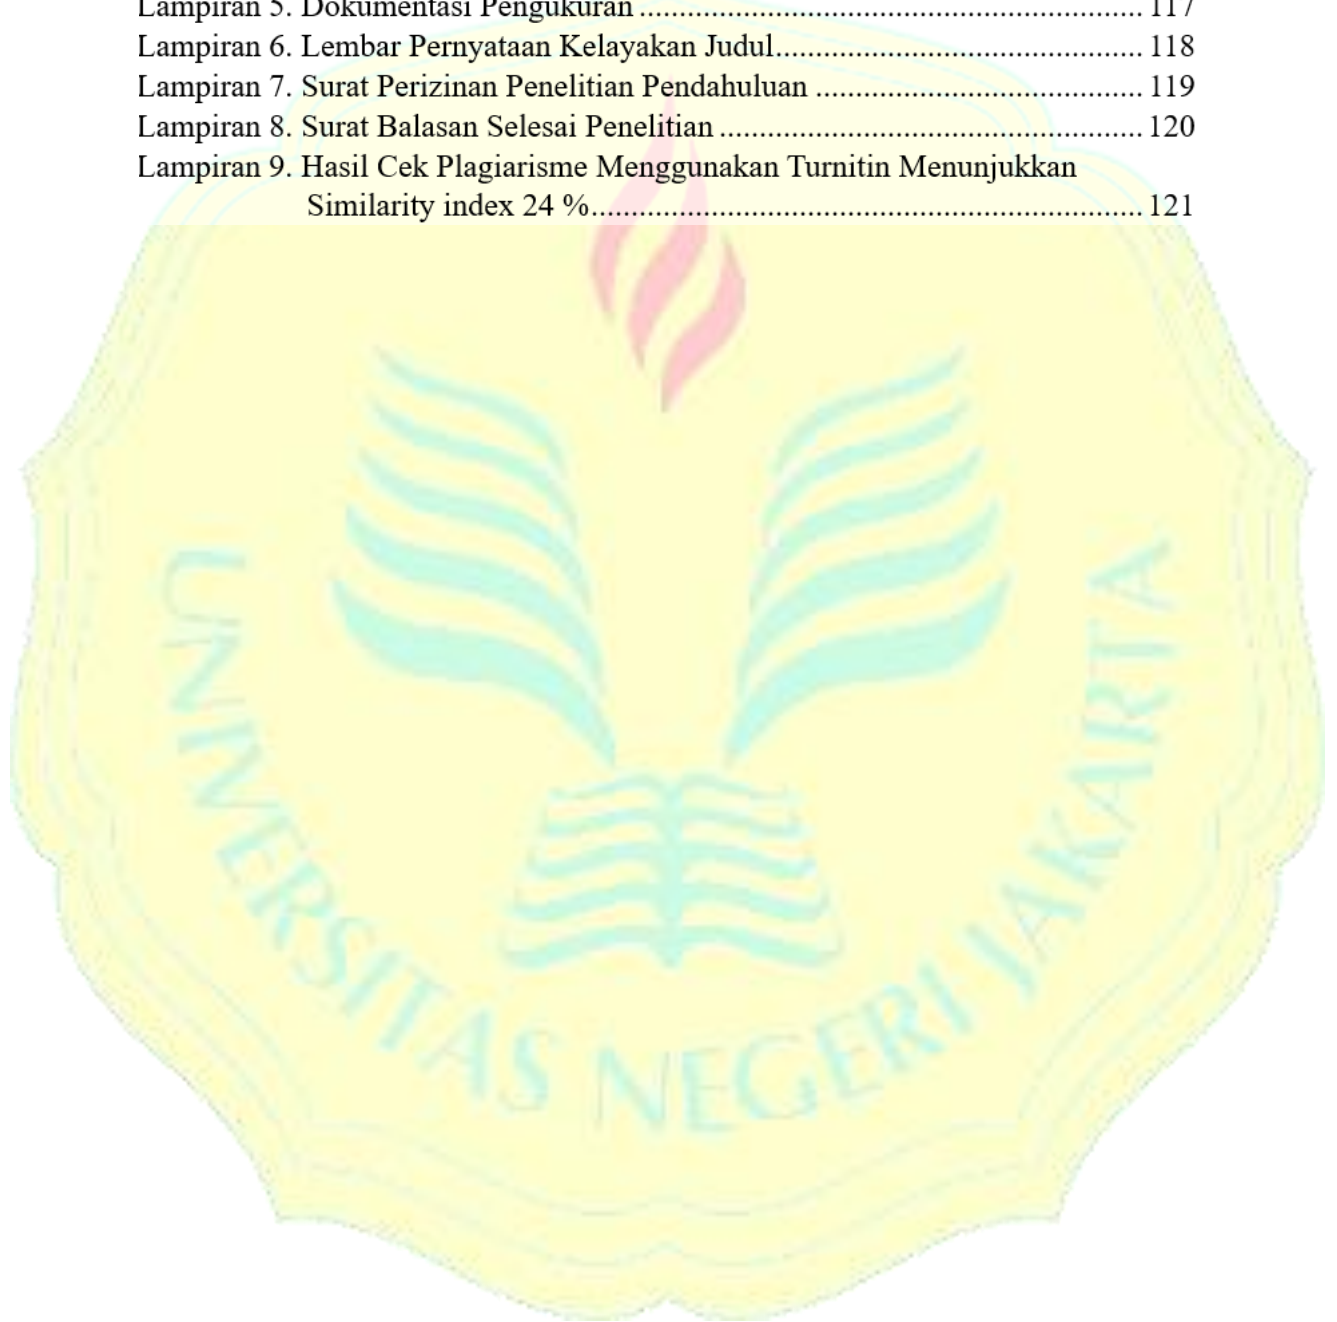 Lampiran 5. Dokumentasi Pengukuran ................................................................ 117
Lampiran 6. Lembar Pernyataan Kelayakan Judul.............................................. 118
Lampiran 7. Surat Perizinan Penelitian Pendahuluan ......................................... 119
Lampiran 8. Surat Balasan Selesai Penelitian ..................................................... 120
Lampiran 9. Hasil Cek Plagiarisme Menggunakan Turnitin Menunjukkan
Similarity index 24 %..................................................................... 121
UNIVERSITAS NEGERI JAKARTA